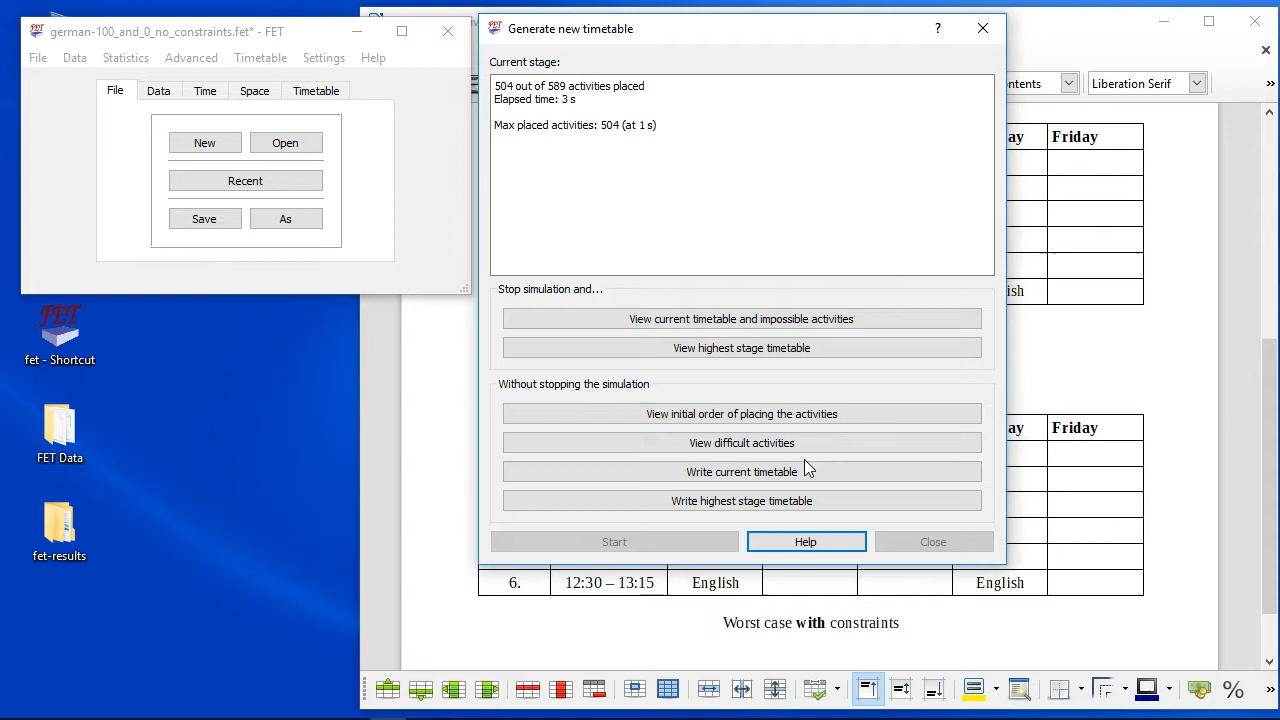 german-100_and_0_no_constraints.fet* - FET
File Data Statistics Advanced Timetable Settings Help
File Data Time Space Timetable
New Open
Recent
Save As
fet - Shortcut
FET Data
fet-results
Generate new timetable
?
Current stage:
504 out of 589 activities placed
Elapsed time: 3 s
Max placed activities: 504 (at 1 s)
Stop simulation and...
View current timetable and impossible activities
View highest stage timetable
Without stopping the simulation
View initial order of placing the activities
View difficult activities
Write current timetable
Write highest stage timetable
Start Help Close
ontents Liberation Serif
ay Friday
ish
ay Friday
6. 12:30 – 13:15 English English
Worst case with constraints